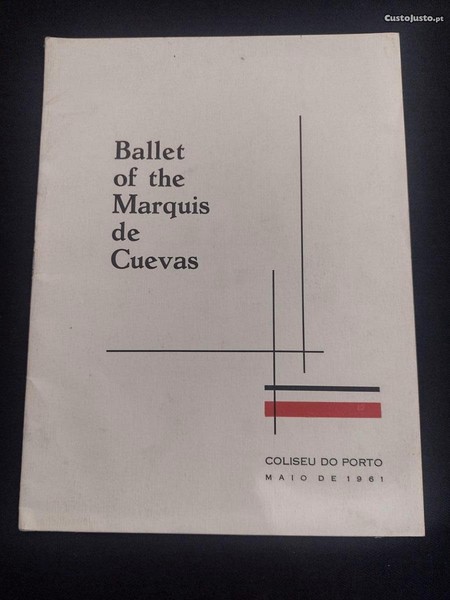 CustoJusto.pt
Ballet
of the
Marquis
de
Cuevas
COLISEU DO PORTO
MAIO DE 1961